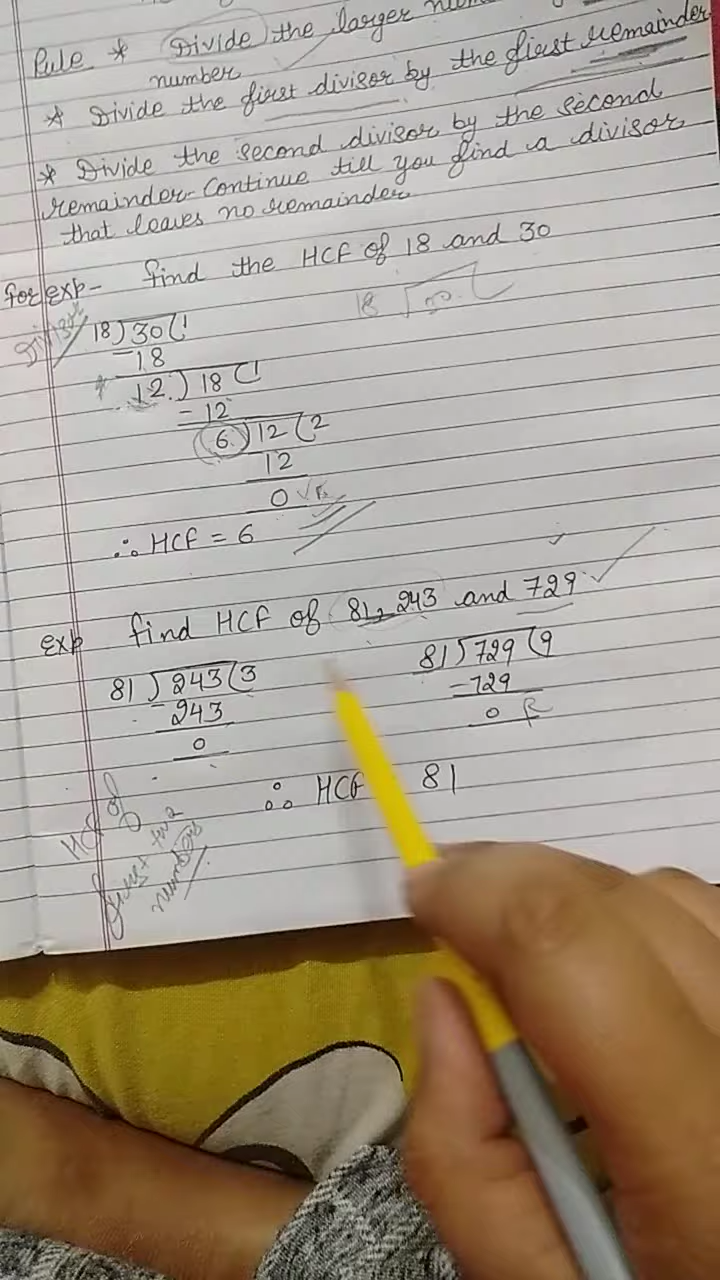 Rule * Divide the larger
number
* Divide the first divisor by the first remainder
* Divide the second divisor by the second
remainder- Continue till you find a divisor
that leaves no remainder
for exp- find the HCF of 18 and 30
Divisor
18) 30 (1
- 18
12) 18 (1
- 12
6) 12 (2
12
0
∴ HCF = 6
exp find HCF of 81, 243 and 729
81) 243 (3
- 243
0
81) 729 (9
- 729
0 R
HCF of
first two
numbers
∴ HCF 81